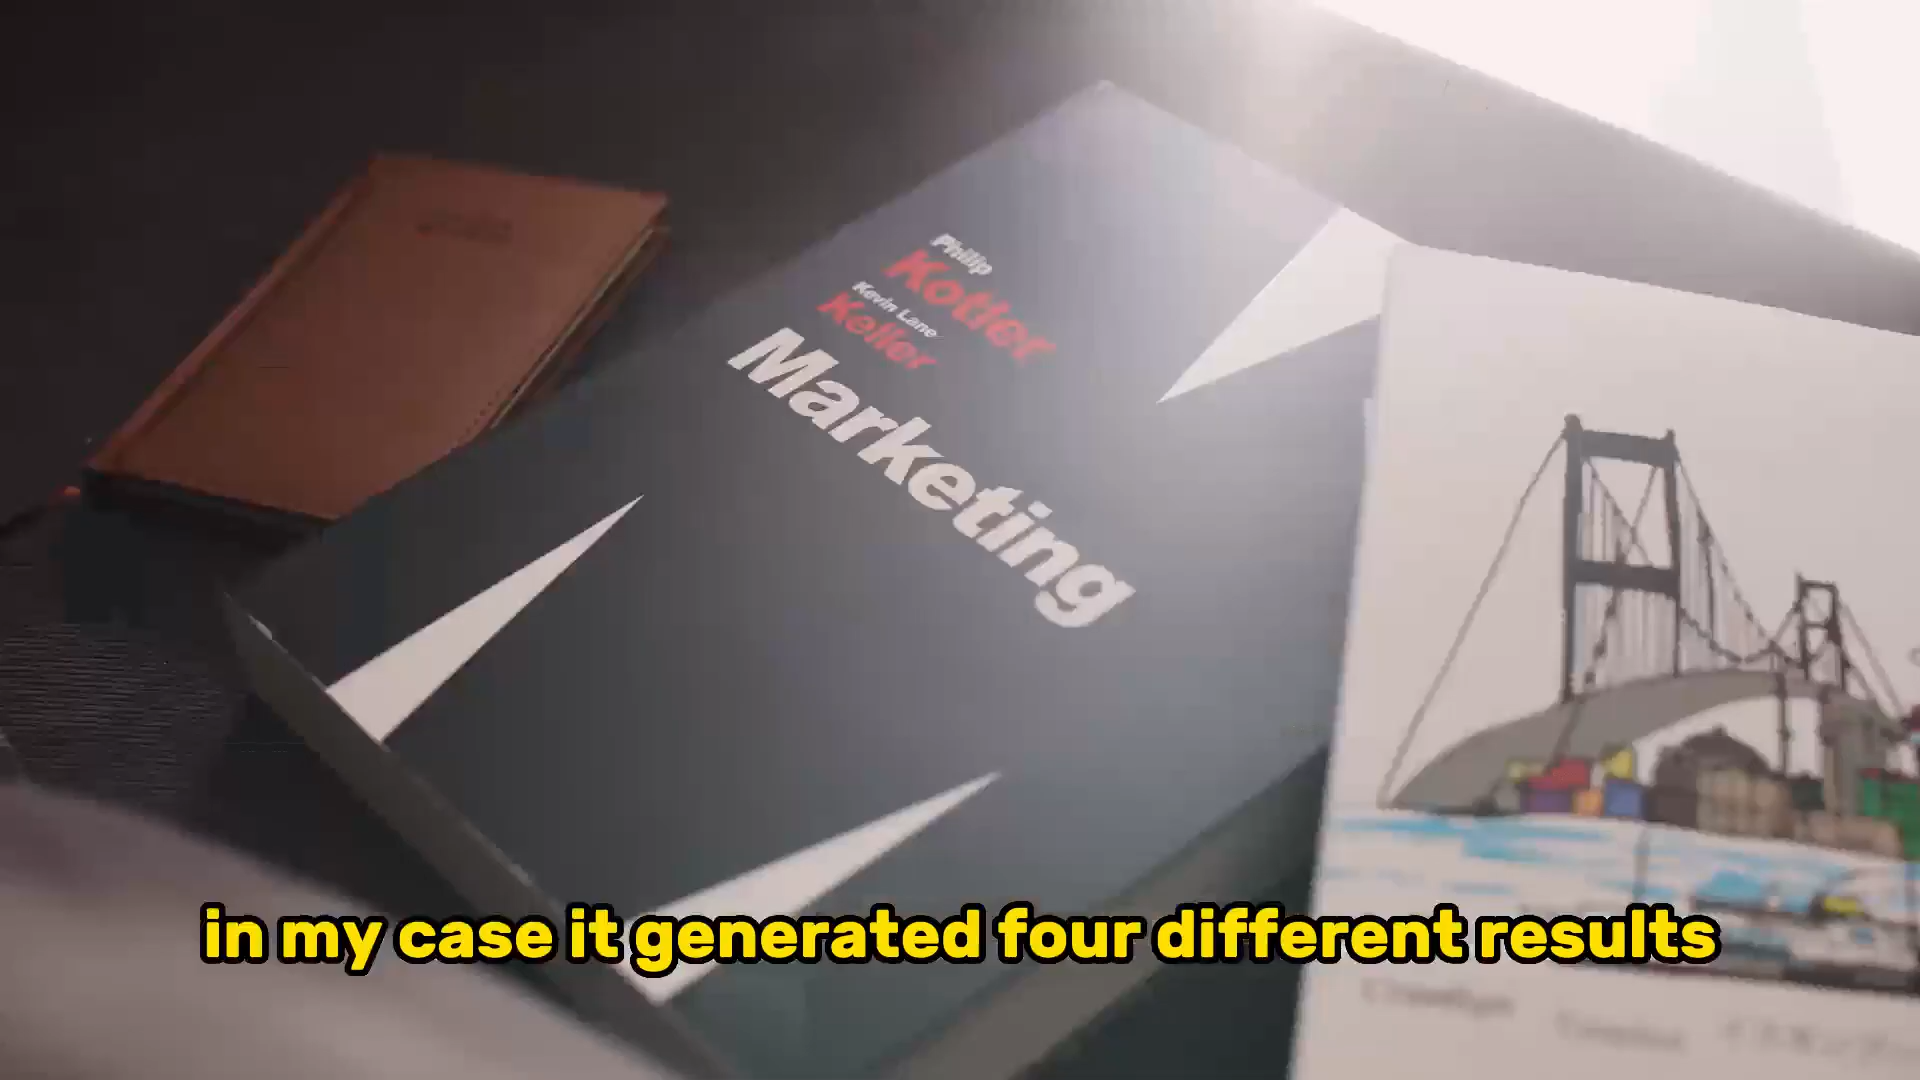 Philip
Kotler
Kevin Lane
Keller
Marketing
in my case it generated four different results